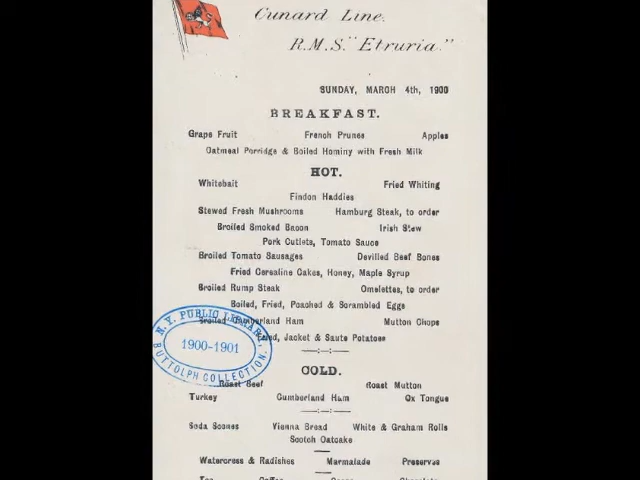 Cunard Line.
R.M.S. "Etruria."
SUNDAY, MARCH 4th, 1900
BREAKFAST.
Grape Fruit French Prunes Apples
Oatmeal Porridge & Boiled Hominy with Fresh Milk
HOT.
Whitebait Fried Whiting
Findon Haddies
Stewed Fresh Mushrooms Hamburg Steak, to order
Broiled Smoked Bacon Irish Stew
Pork Cutlets, Tomato Sauce
Broiled Tomato Sausages Devilled Beef Bones
Fried Cerealine Cakes, Honey, Maple Syrup
Broiled Rump Steak Omelettes, to order
Boiled, Fried, Poached & Scrambled Eggs
Broiled Cumberland Ham Mutton Chops
Jacket & Saute Potatoes
N.Y. PUBLIC LIBRARY,
1900-1901
BUTTOLPH COLLECTION.
COLD.
Roast Beef Roast Mutton
Turkey Cumberland Ham Ox Tongue
Soda Scones Vienna Bread White & Graham Rolls
Scotch Oatcake
Watercress & Radishes Marmalade Preserves